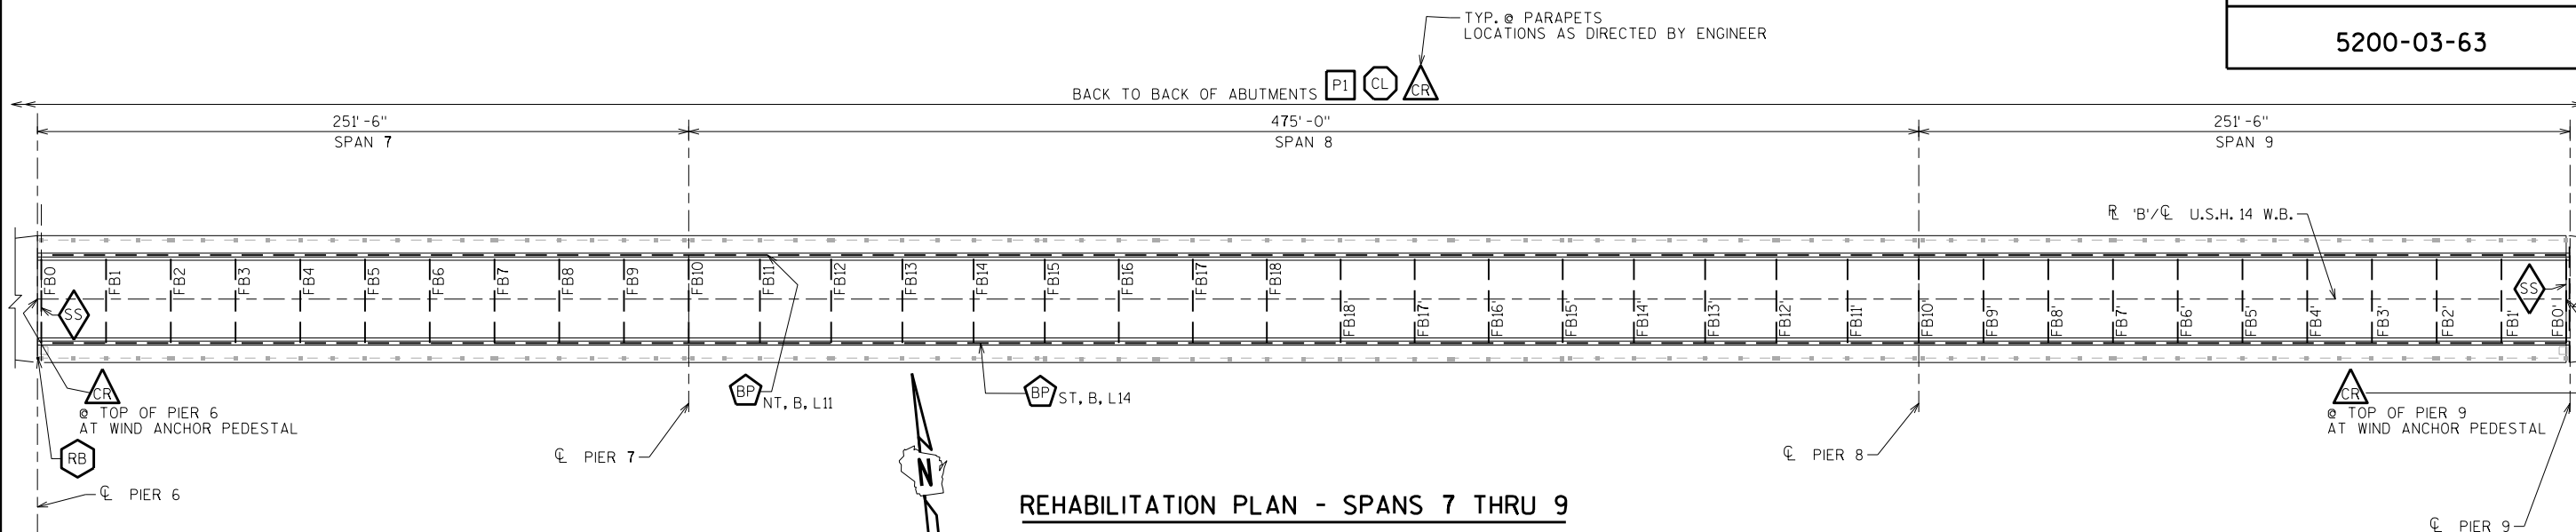 TYP. @ PARAPETS
LOCATIONS AS DIRECTED BY ENGINEER
5200-03-63
BACK TO BACK OF ABUTMENTS
P1
CL
CR
251'-6"
SPAN 7
475'-0"
SPAN 8
251'-6"
SPAN 9
R 'B'/CL U.S.H. 14 W.B.
FB0
FB1
FB2
FB3
FB4
FB5
FB6
FB7
FB8
FB9
FB10
FB11
FB12
FB13
FB14
FB15
FB16
FB17
FB18
FB18'
FB17'
FB16'
FB15'
FB14'
FB13'
FB12'
FB11'
FB10'
FB9'
FB8'
FB7'
FB6'
FB5'
FB4'
FB3'
FB2'
FB1'
FB0'
SS
SS
CR
@ TOP OF PIER 6
AT WIND ANCHOR PEDESTAL
RB
BP NT, B, L11
BP ST, B, L14
CR
@ TOP OF PIER 9
AT WIND ANCHOR PEDESTAL
℄ PIER 7
℄ PIER 8
N
℄ PIER 6
REHABILITATION PLAN - SPANS 7 THRU 9
℄ PIER 9